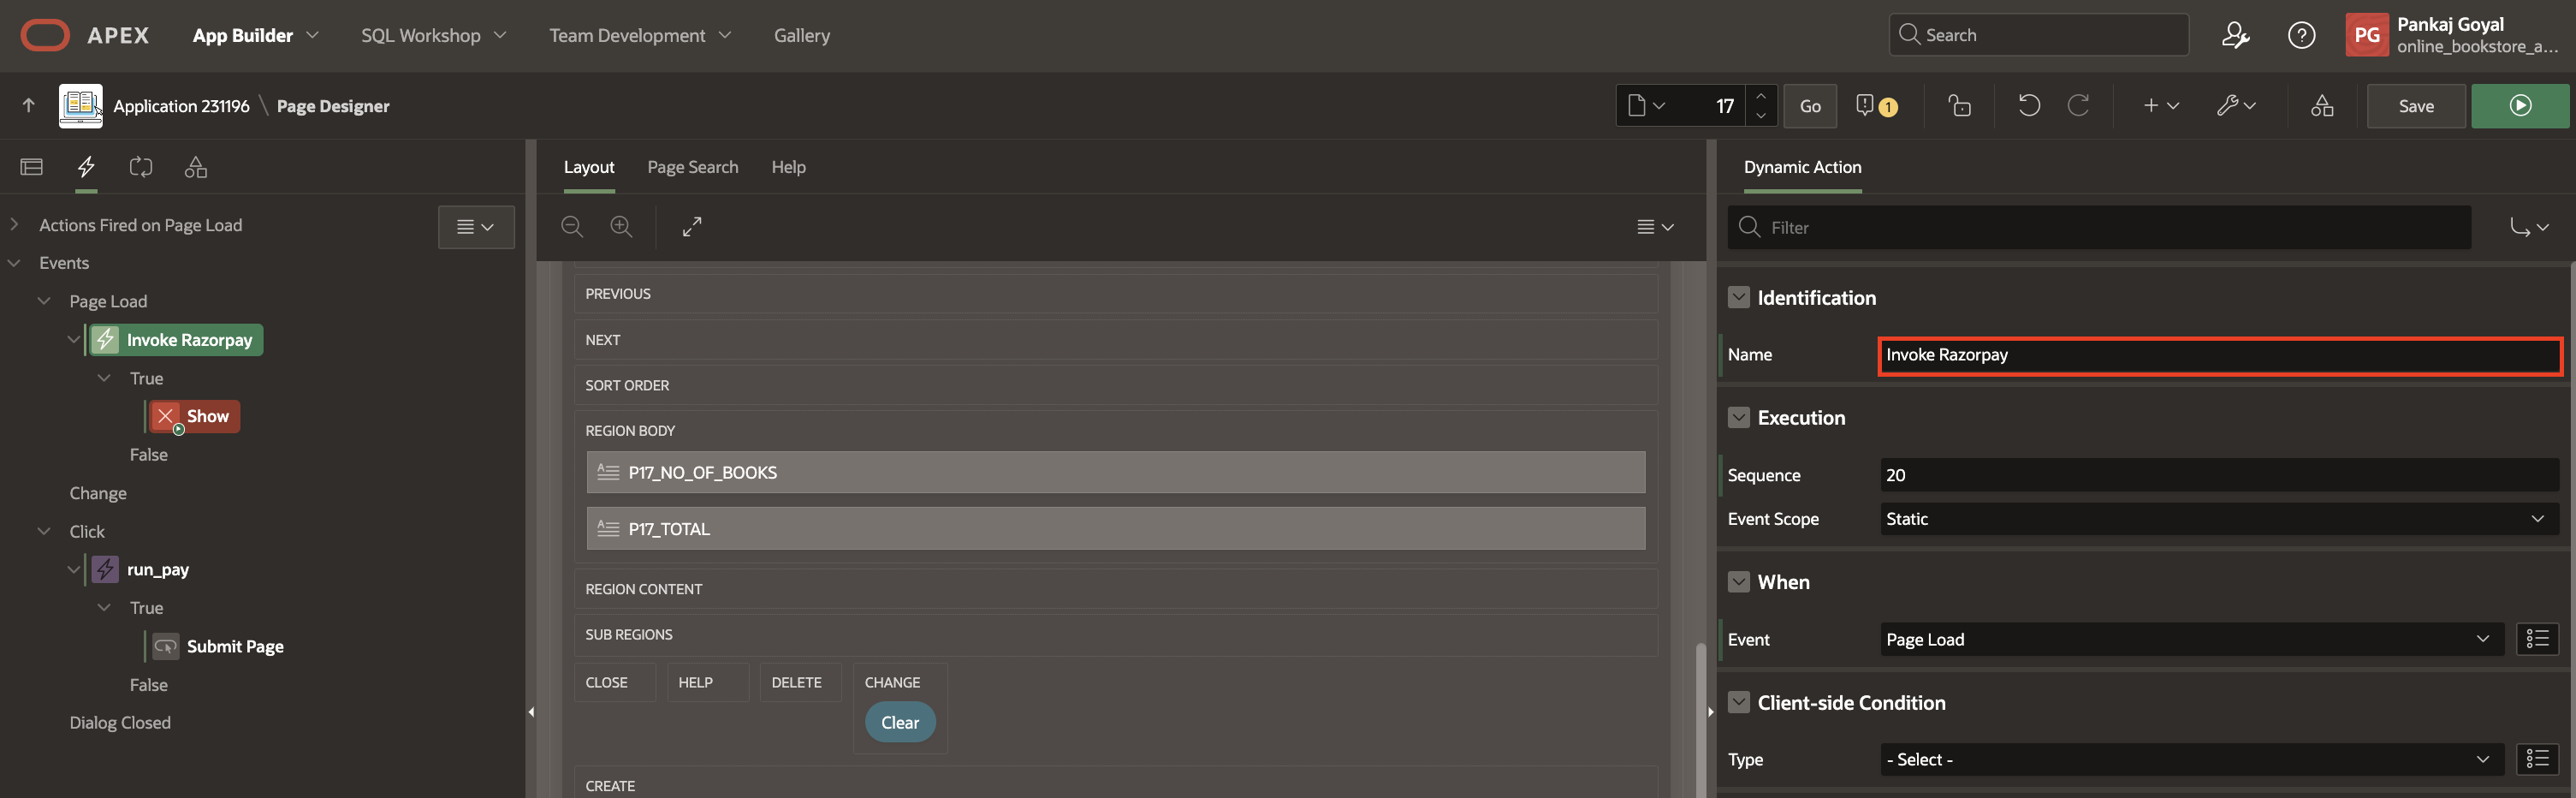 APEX App Builder SQL Workshop Team Development Gallery Search PG Pankaj Goyal
online_bookstore_a...
Application 231196 \ Page Designer 17 Go 1 Save
Layout Page Search Help
Dynamic Action
Actions Fired on Page Load
Events
Page Load
Invoke Razorpay
True
Show
False
Change
Click
run_pay
True
Submit Page
False
Dialog Closed
PREVIOUS
NEXT
SORT ORDER
REGION BODY
P17_NO_OF_BOOKS
P17_TOTAL
REGION CONTENT
SUB REGIONS
CLOSE HELP DELETE CHANGE
Clear
CREATE
Filter
Identification
Name Invoke Razorpay
Execution
Sequence 20
Event Scope Static
When
Event Page Load
Client-side Condition
Type - Select -